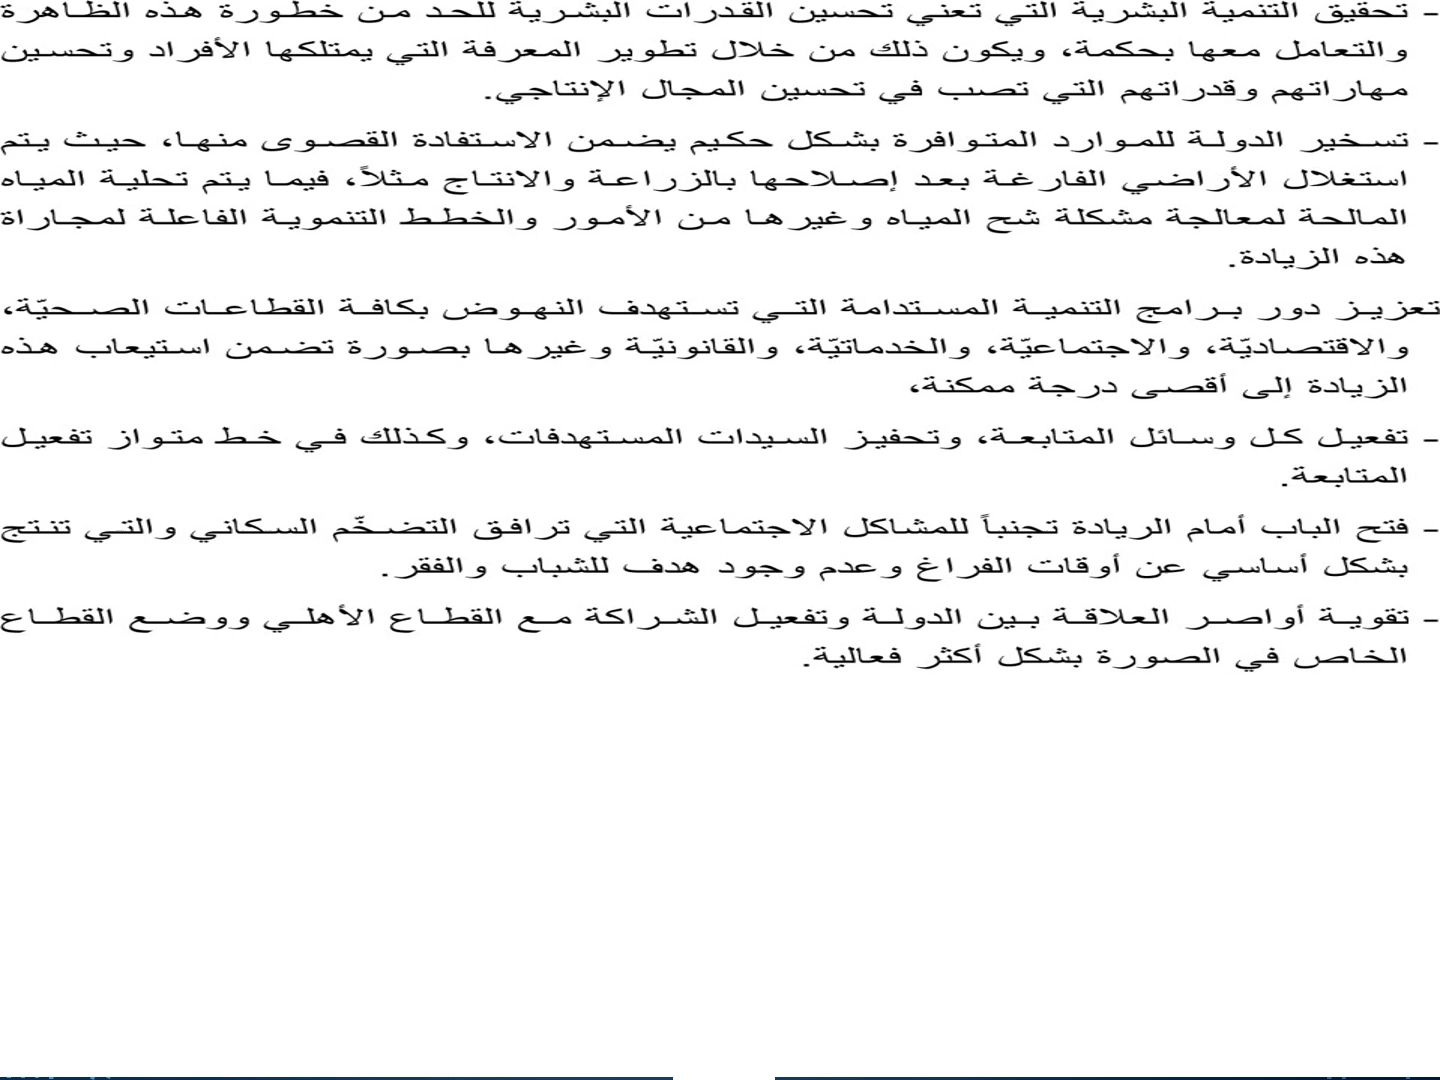 - تحقيق التنمية البشرية التي تعني تحسين القدرات البشرية للحد من خطورة هذه الظاهرة
والتعامل معها بحكمة، ويكون ذلك من خلال تطوير المعرفة التي يمتلكها الأفراد وتحسين
مهاراتهم وقدراتهم التي تصب في تحسين المجال الإنتاجي.
- تسخير الدولة للموارد المتوافرة بشكل حكيم يضمن الاستفادة القصوى منها، حيث يتم
استغلال الأراضي الفارغة بعد إصلاحها بالزراعة والانتاج مثلاً، فيما يتم تحلية المياه
المالحة لمعالجة مشكلة شح المياه وغيرها من الأمور والخطط التنموية الفاعلة لمجاراة
هذه الزيادة.
تعزيز دور برامج التنمية المستدامة التي تستهدف النهوض بكافة القطاعات الصحيّة،
والاقتصاديّة، والاجتماعيّة، والخدماتيّة، والقانونيّة وغيرها بصورة تضمن استيعاب هذه
الزيادة إلى أقصى درجة ممكنة،
- تفعيل كل وسائل المتابعة، وتحفيز السيدات المستهدفات، وكذلك في خط متواز تفعيل
المتابعة.
- فتح الباب أمام الريادة تجنباً للمشاكل الاجتماعية التي ترافق التضخّم السكاني والتي تنتج
بشكل أساسي عن أوقات الفراغ وعدم وجود هدف للشباب والفقر.
- تقوية أواصر العلاقة بين الدولة وتفعيل الشراكة مع القطاع الأهلي ووضع القطاع
الخاص في الصورة بشكل أكثر فعالية.